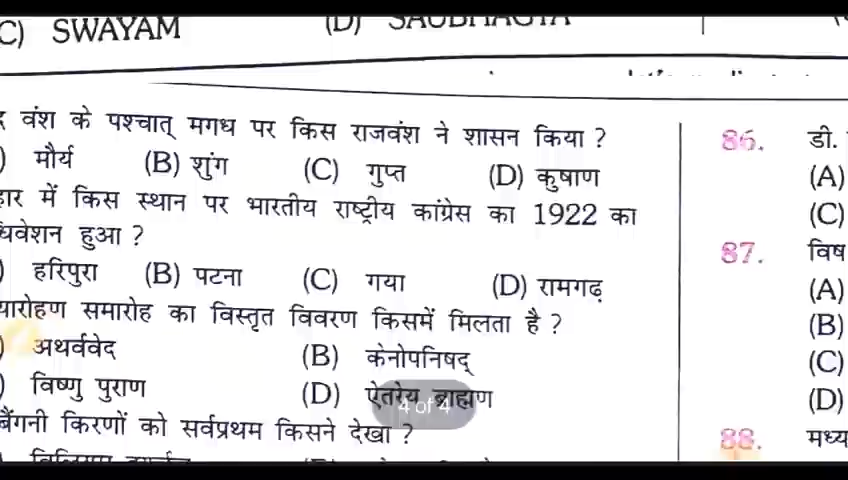 C) SWAYAM (D) SAUBHAGYA
वंश के पश्चात् मगध पर किस राजवंश ने शासन किया ?
) मौर्य (B) शुंग (C) गुप्त (D) कुषाण
में किस स्थान पर भारतीय राष्ट्रीय कांग्रेस का 1922 का
धिवेशन हुआ ?
) हरिपुरा (B) पटना (C) गया (D) रामगढ़
यारोहण समारोह का विस्तृत विवरण किसमें मिलता है ?
) अथर्ववेद (B) केनोपनिषद्
) विष्णु पुराण (D) ऐतरेय ब्राह्मण
4 of 4
बैंगनी किरणों को सर्वप्रथम किसने देखा ?
86. डी.
(A)
(C)
87. विष
(A)
(B)
(C)
(D)
88. मध्य